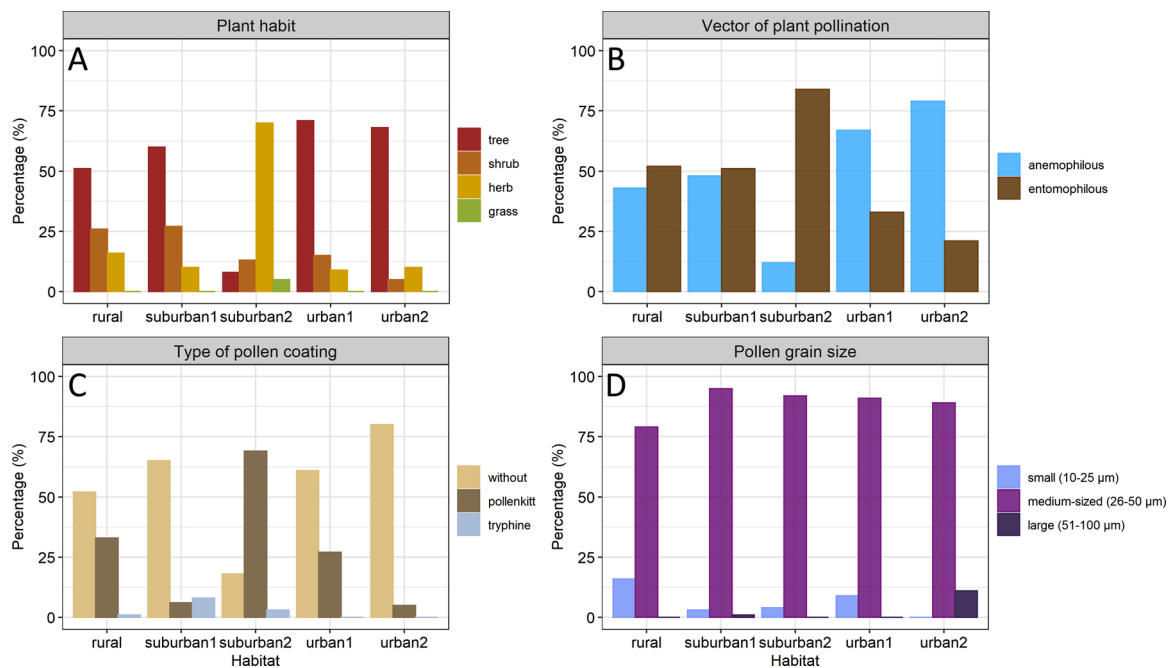 Plant habit
A
100
75
50
25
0
Percentage (%)
rural suburban1 suburban2 urban1 urban2
tree
shrub
herb
grass
Vector of plant pollination
B
100
75
50
25
0
Percentage (%)
rural suburban1 suburban2 urban1 urban2
anemophilous
entomophilous
Type of pollen coating
C
100
75
50
25
0
Percentage (%)
rural suburban1 suburban2 urban1 urban2
Habitat
without
pollenkitt
tryphine
Pollen grain size
D
100
75
50
25
0
Percentage (%)
rural suburban1 suburban2 urban1 urban2
Habitat
small (10-25 µm)
medium-sized (26-50 µm)
large (51-100 µm)